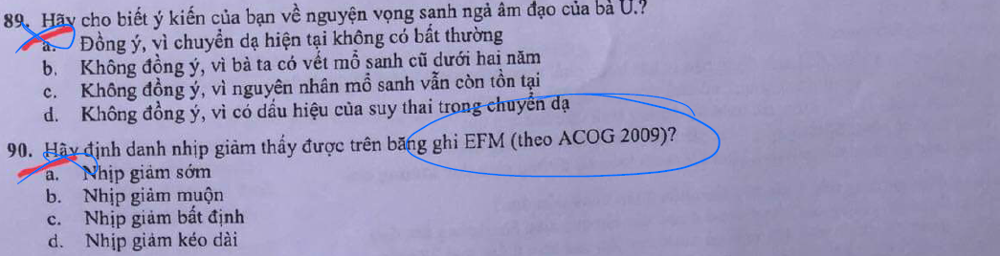 89. Hãy cho biết ý kiến của bạn về nguyện vọng sanh ngả âm đạo của bà U.?
a. Đồng ý, vì chuyển dạ hiện tại không có bất thường
b. Không đồng ý, vì bà ta có vết mổ sanh cũ dưới hai năm
c. Không đồng ý, vì nguyên nhân mổ sanh vẫn còn tồn tại
d. Không đồng ý, vì có dấu hiệu của suy thai trong chuyển dạ
90. Hãy định danh nhịp giảm thấy được trên băng ghi EFM (theo ACOG 2009)?
a. Nhịp giảm sớm
b. Nhịp giảm muộn
c. Nhịp giảm bất định
d. Nhịp giảm kéo dài